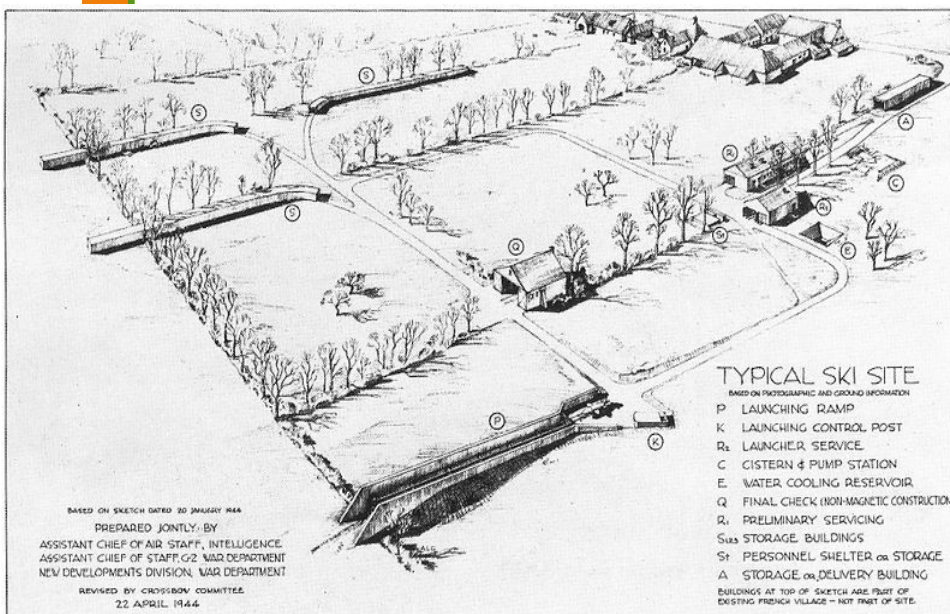 S
S
S
A
R
C
R1
St
E
Q
P
K
TYPICAL SKI SITE
BASED ON PHOTOGRAPHIC AND GROUND INFORMATION
P LAUNCHING RAMP
K LAUNCHING CONTROL POST
R2 LAUNCHER SERVICE
C CISTERN & PUMP STATION
E WATER COOLING RESERVOIR
Q FINAL CHECK (NON-MAGNETIC CONSTRUCTION
R1 PRELIMINARY SERVICING
S123 STORAGE BUILDINGS
St PERSONNEL SHELTER OR STORAGE
A STORAGE OR DELIVERY BUILDING
BUILDINGS AT TOP OF SKETCH ARE PART OF
EXISTING FRENCH VILLAGE - NOT PART OF SITE
BASED ON SKETCH DATED 20 JANUARY 1944
PREPARED JOINTLY BY
ASSISTANT CHIEF OF AIR STAFF, INTELLIGENCE
ASSISTANT CHIEF OF STAFF, G-2 WAR DEPARTMENT
NEW DEVELOPMENTS DIVISION, WAR DEPARTMENT
REVISED BY CROSSBOW COMMITTEE
22 APRIL 1944